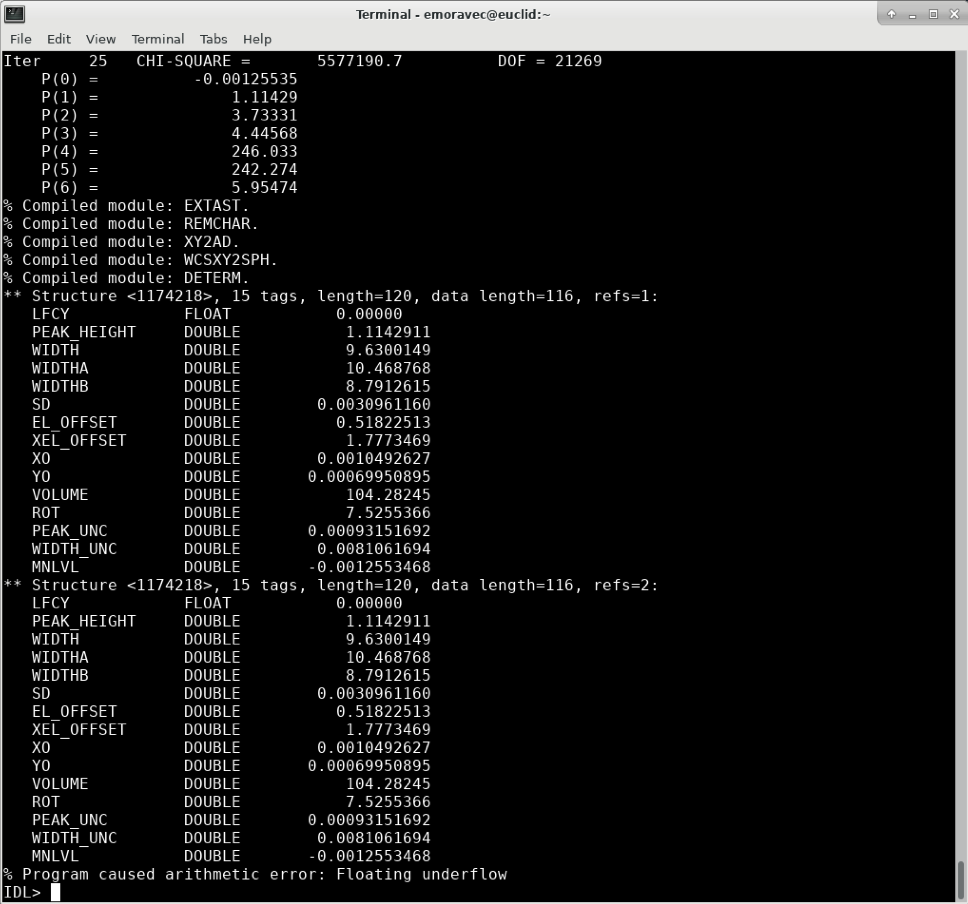 Terminal - emoravec@euclid:~
File Edit View Terminal Tabs Help
Iter     25   CHI-SQUARE =       5577190.7          DOF = 21269
    P(0) =          -0.00125535
    P(1) =              1.11429
    P(2) =              3.73331
    P(3) =              4.44568
    P(4) =              246.033
    P(5) =              242.274
    P(6) =              5.95474
% Compiled module: EXTAST.
% Compiled module: REMCHAR.
% Compiled module: XY2AD.
% Compiled module: WCSXY2SPH.
% Compiled module: DETERM.
** Structure <1174218>, 15 tags, length=120, data length=116, refs=1:
   LFCY            FLOAT           0.00000
   PEAK_HEIGHT     DOUBLE           1.1142911
   WIDTH           DOUBLE           9.6300149
   WIDTHA          DOUBLE           10.468768
   WIDTHB          DOUBLE           8.7912615
   SD              DOUBLE        0.0030961160
   EL_OFFSET       DOUBLE          0.51822513
   XEL_OFFSET      DOUBLE           1.7773469
   XO              DOUBLE        0.0010492627
   YO              DOUBLE       0.00069950895
   VOLUME          DOUBLE           104.28245
   ROT             DOUBLE           7.5255366
   PEAK_UNC        DOUBLE       0.00093151692
   WIDTH_UNC       DOUBLE        0.0081061694
   MNLVL           DOUBLE       -0.0012553468
** Structure <1174218>, 15 tags, length=120, data length=116, refs=2:
   LFCY            FLOAT           0.00000
   PEAK_HEIGHT     DOUBLE           1.1142911
   WIDTH           DOUBLE           9.6300149
   WIDTHA          DOUBLE           10.468768
   WIDTHB          DOUBLE           8.7912615
   SD              DOUBLE        0.0030961160
   EL_OFFSET       DOUBLE          0.51822513
   XEL_OFFSET      DOUBLE           1.7773469
   XO              DOUBLE        0.0010492627
   YO              DOUBLE       0.00069950895
   VOLUME          DOUBLE           104.28245
   ROT             DOUBLE           7.5255366
   PEAK_UNC        DOUBLE       0.00093151692
   WIDTH_UNC       DOUBLE        0.0081061694
   MNLVL           DOUBLE       -0.0012553468
% Program caused arithmetic error: Floating underflow
IDL>